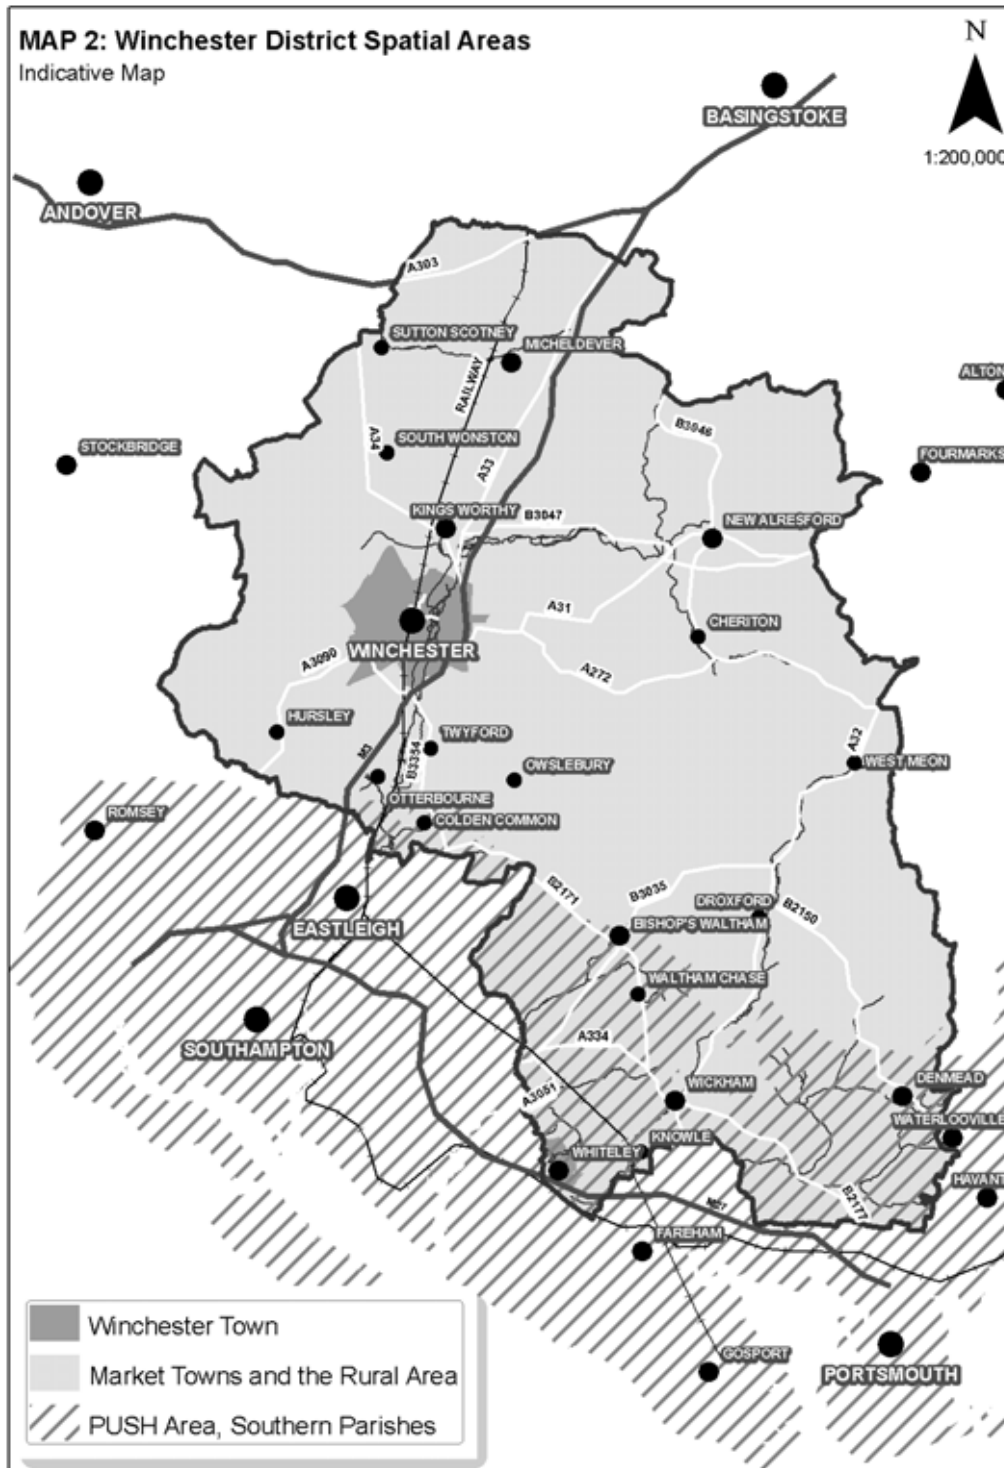 MAP 2: Winchester District Spatial Areas
Indicative Map
N
1:200,000
BASINGSTOKE
ANDOVER
A303
SUTTON SCOTNEY
MICHELDEVER
ALTON
RAILWAY
B3046
A34
SOUTH WONSTON
STOCKBRIDGE
FOURMARKS
A33
KINGS WORTHY
B3047
NEW ALRESFORD
A31
CHERITON
WINCHESTER
A3090
A272
HURSLEY
M3
TWYFORD
B3354
A32
WEST MEON
OWSLEBURY
OTTERBOURNE
ROMSEY
COLDEN COMMON
B2171
B3035
DROXFORD
B2150
EASTLEIGH
BISHOP'S WALTHAM
WALTHAM CHASE
SOUTHAMPTON
A334
A3051
WICKHAM
DENMEAD
WATERLOOVILLE
KNOWLE
WHITELEY
HAVANT
M27
B2177
FAREHAM
GOSPORT
PORTSMOUTH
Winchester Town
Market Towns and the Rural Area
PUSH Area, Southern Parishes